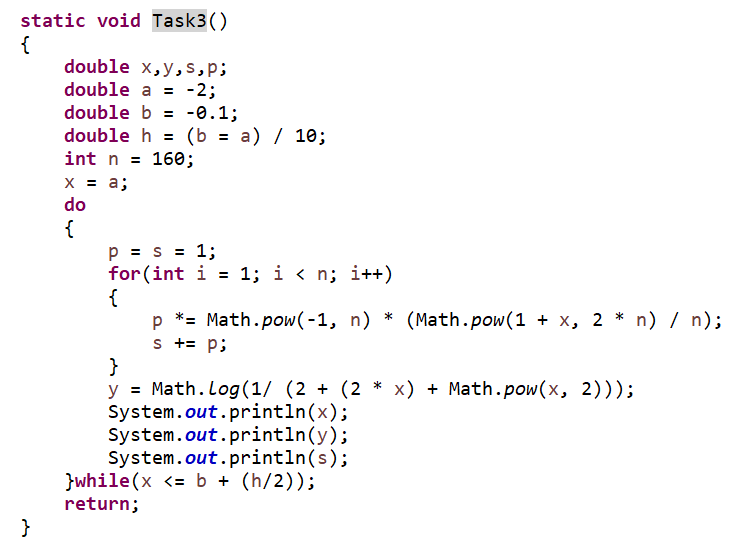 static void Task3()
{
    double x,y,s,p;
    double a = -2;
    double b = -0.1;
    double h = (b = a) / 10;
    int n = 160;
    x = a;
    do
    {
        p = s = 1;
        for(int i = 1; i < n; i++)
        {
            p *= Math.pow(-1, n) * (Math.pow(1 + x, 2 * n) / n);
            s += p;
        }
        y = Math.log(1/ (2 + (2 * x) + Math.pow(x, 2)));
        System.out.println(x);
        System.out.println(y);
        System.out.println(s);
    }while(x <= b + (h/2));
    return;
}